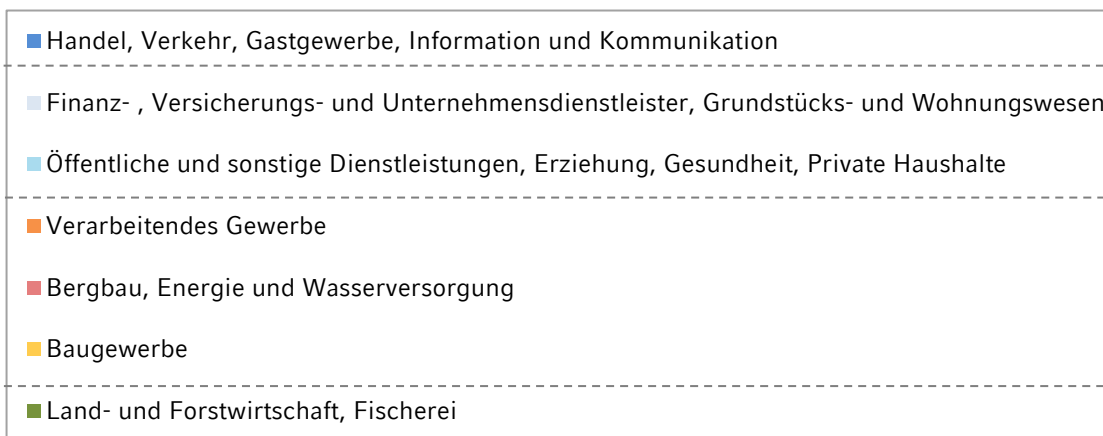 Handel, Verkehr, Gastgewerbe, Information und Kommunikation
Finanz- , Versicherungs- und Unternehmensdienstleister, Grundstücks- und Wohnungswesen
Öffentliche und sonstige Dienstleistungen, Erziehung, Gesundheit, Private Haushalte
Verarbeitendes Gewerbe
Bergbau, Energie und Wasserversorgung
Baugewerbe
Land- und Forstwirtschaft, Fischerei